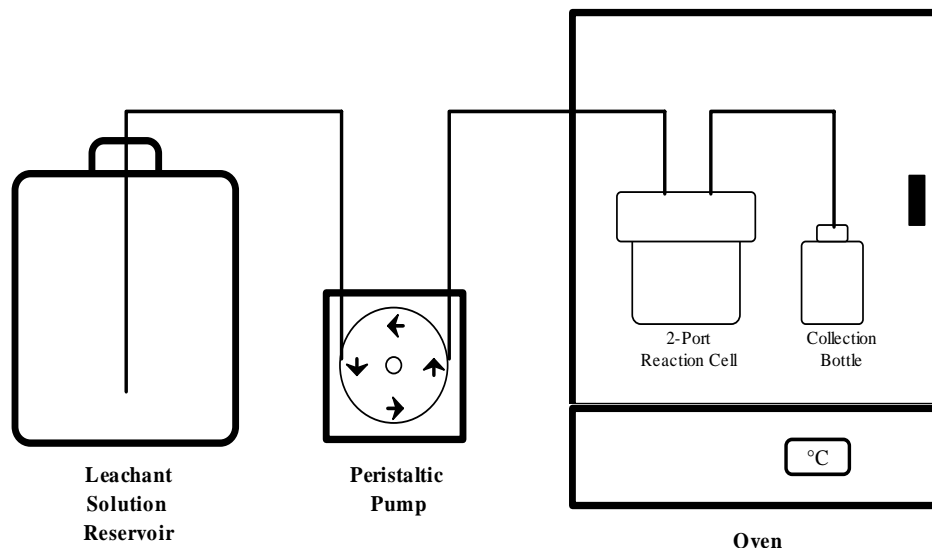 2-Port
Reaction Cell
Collection
Bottle
°C
Leachant
Solution
Reservoir
Peristaltic
Pump
Oven